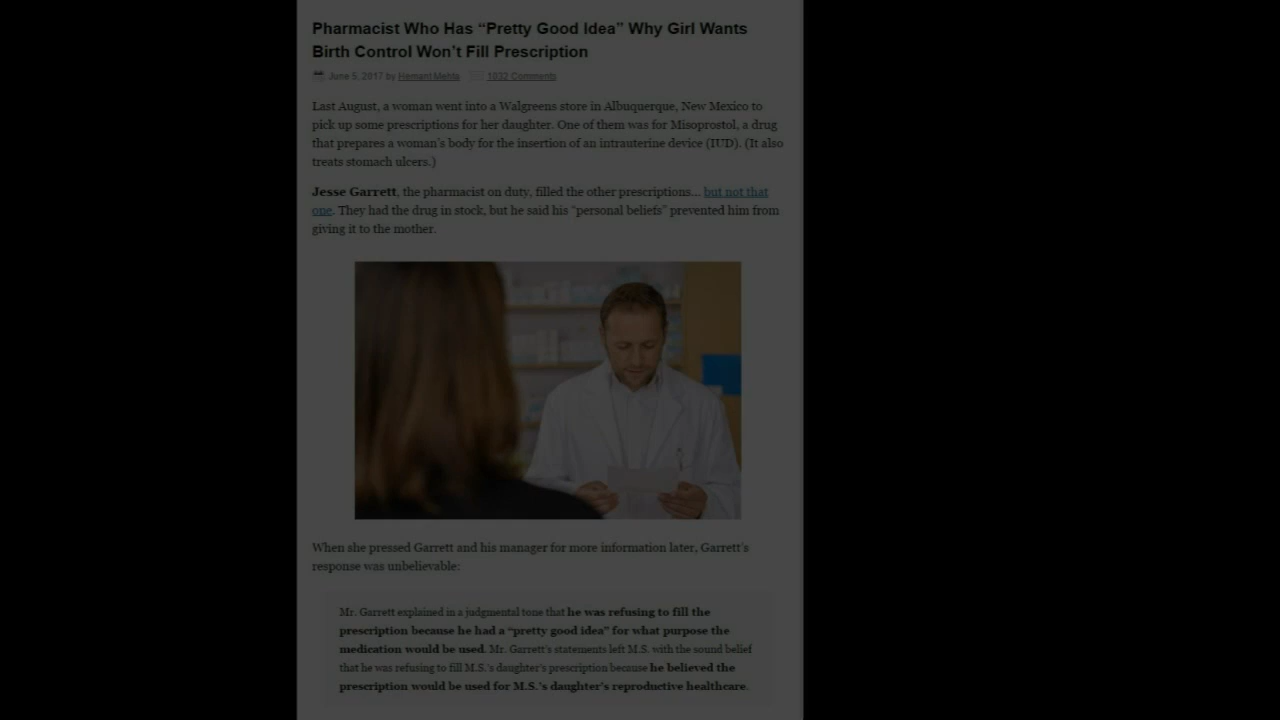 Pharmacist Who Has “Pretty Good Idea” Why Girl Wants
Birth Control Won’t Fill Prescription
June 5, 2017 by Hemant Mehta 1032 Comments
Last August, a woman went into a Walgreens store in Albuquerque, New Mexico to
pick up some prescriptions for her daughter. One of them was for Misoprostol, a drug
that prepares a woman’s body for the insertion of an intrauterine device (IUD). (It also
treats stomach ulcers.)
Jesse Garrett, the pharmacist on duty, filled the other prescriptions... but not that
one. They had the drug in stock, but he said his “personal beliefs” prevented him from
giving it to the mother.
When she pressed Garrett and his manager for more information later, Garrett’s
response was unbelievable:
Mr. Garrett explained in a judgmental tone that he was refusing to fill the
prescription because he had a “pretty good idea” for what purpose the
medication would be used. Mr. Garrett’s statements left M.S. with the sound belief
that he was refusing to fill M.S.’s daughter’s prescription because he believed the
prescription would be used for M.S.’s daughter’s reproductive healthcare.